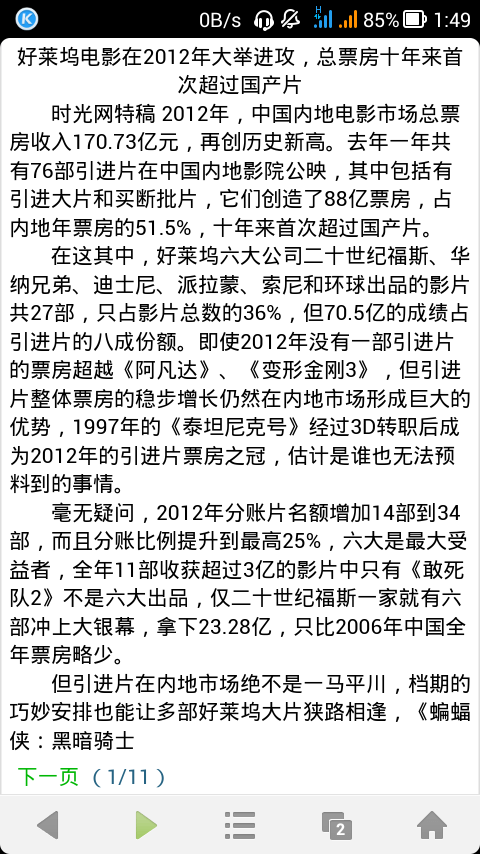 0B/s H 85% 1:49
好莱坞电影在2012年大举进攻，总票房十年来首
次超过国产片
时光网特稿 2012年，中国内地电影市场总票
房收入170.73亿元，再创历史新高。去年一年共
有76部引进片在中国内地影院公映，其中包括有
引进大片和买断批片，它们创造了88亿票房，占
内地年票房的51.5%，十年来首次超过国产片。
在这其中，好莱坞六大公司二十世纪福斯、华
纳兄弟、迪士尼、派拉蒙、索尼和环球出品的影片
共27部，只占影片总数的36%，但70.5亿的成绩占
引进片的八成份额。即使2012年没有一部引进片
的票房超越《阿凡达》、《变形金刚3》，但引进
片整体票房的稳步增长仍然在内地市场形成巨大的
优势，1997年的《泰坦尼克号》经过3D转职后成
为2012年的引进片票房之冠，估计是谁也无法预
料到的事情。
毫无疑问，2012年分账片名额增加14部到34
部，而且分账比例提升到最高25%，六大是最大受
益者，全年11部收获超过3亿的影片中只有《敢死
队2》不是六大出品，仅二十世纪福斯一家就有六
部冲上大银幕，拿下23.28亿，只比2006年中国全
年票房略少。
但引进片在内地市场绝不是一马平川，档期的
巧妙安排也能让多部好莱坞大片狭路相逢，《蝙蝠
侠：黑暗骑士
下一页（1/11）
2